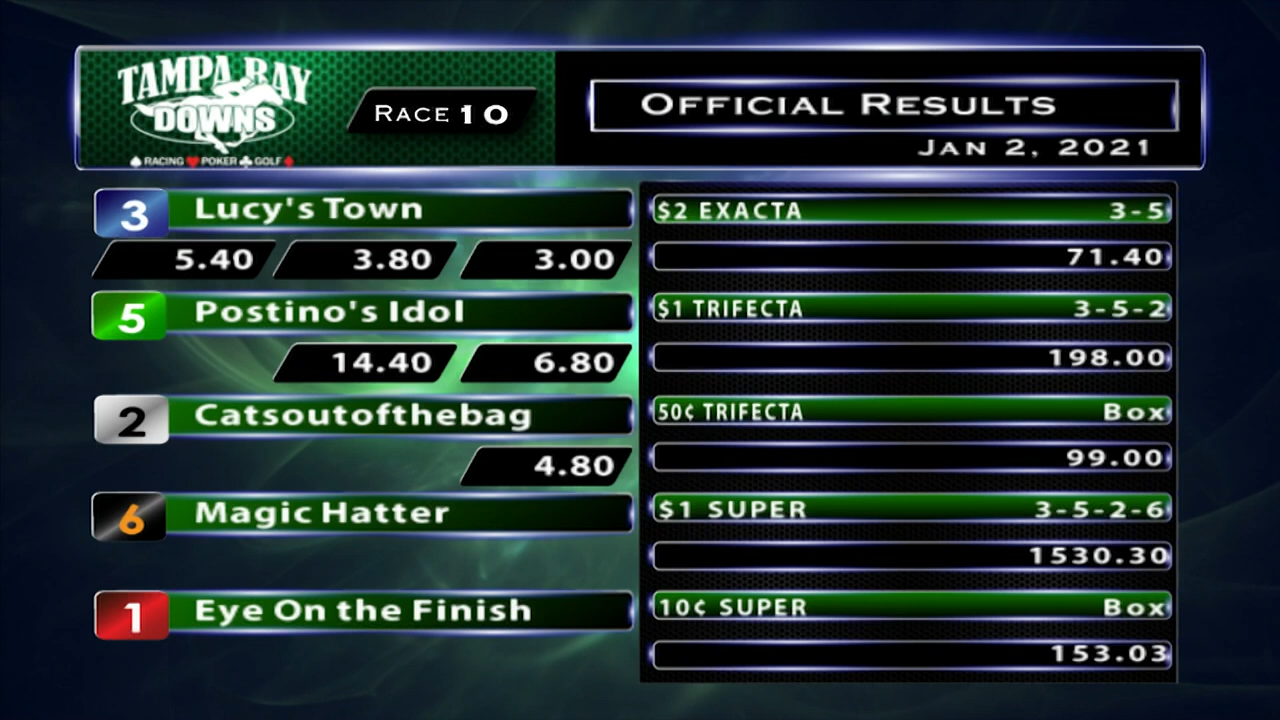 TAMPA BAY
DOWNS
RACING POKER GOLF
RACE 10
OFFICIAL RESULTS
JAN 2, 2021
3 Lucy's Town
5.40 3.80 3.00
5 Postino's Idol
14.40 6.80
2 Catsoutofthebag
4.80
6 Magic Hatter
1 Eye On the Finish
$2 EXACTA 3-5
71.40
$1 TRIFECTA 3-5-2
198.00
50¢ TRIFECTA Box
99.00
$1 SUPER 3-5-2-6
1530.30
10¢ SUPER Box
153.03